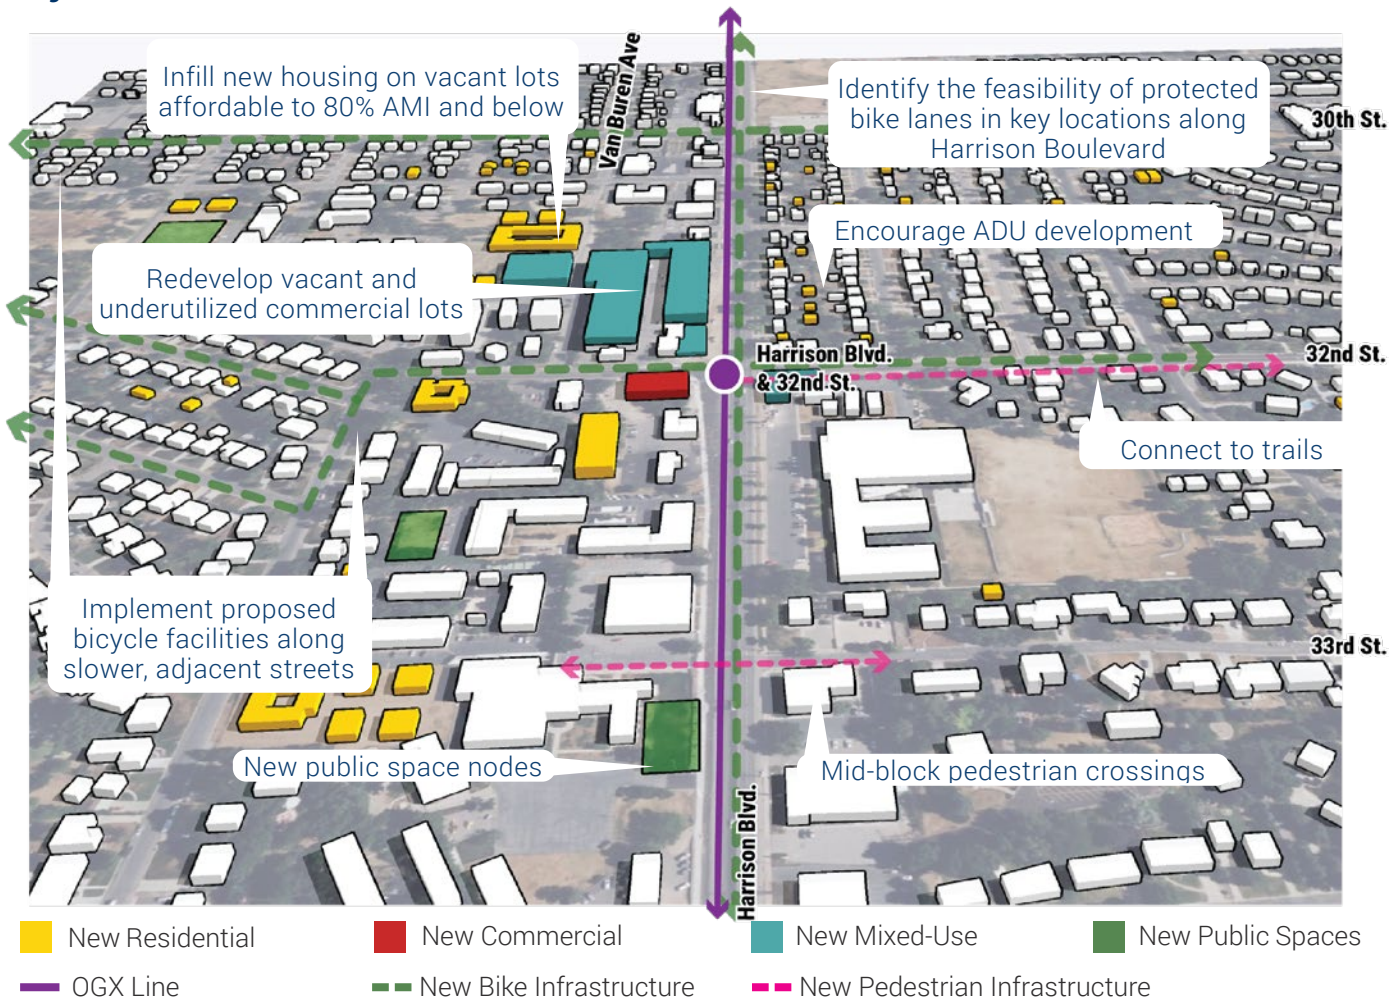 Infill new housing on vacant lots
affordable to 80% AMI and below
Van Buren Ave
Identify the feasibility of protected
bike lanes in key locations along
Harrison Boulevard
30th St.
Encourage ADU development
Redevelop vacant and
underutilized commercial lots
Harrison Blvd.
& 32nd St.
32nd St.
Connect to trails
Implement proposed
bicycle facilities along
slower, adjacent streets
33rd St.
New public space nodes
Mid-block pedestrian crossings
Harrison Blvd.
New Residential
New Commercial
New Mixed-Use
New Public Spaces
OGX Line
New Bike Infrastructure
New Pedestrian Infrastructure